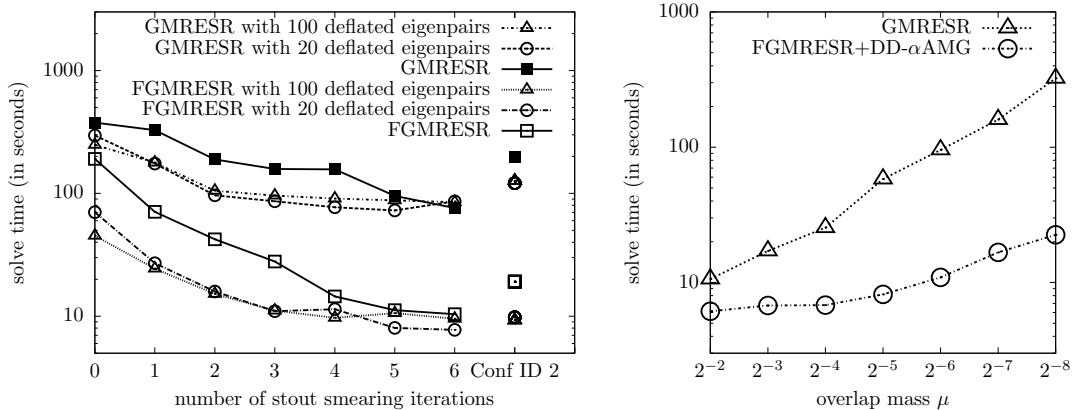 GMRESR with 100 deflated eigenpairs
GMRESR with 20 deflated eigenpairs
GMRESR
FGMRESR with 100 deflated eigenpairs
FGMRESR with 20 deflated eigenpairs
FGMRESR
1000
100
10
solve time (in seconds)
0 1 2 3 4 5 6 Conf ID 2
number of stout smearing iterations
GMRESR
FGMRESR+DD-αAMG
1000
100
10
solve time (in seconds)
2⁻² 2⁻³ 2⁻⁴ 2⁻⁵ 2⁻⁶ 2⁻⁷ 2⁻⁸
overlap mass μ